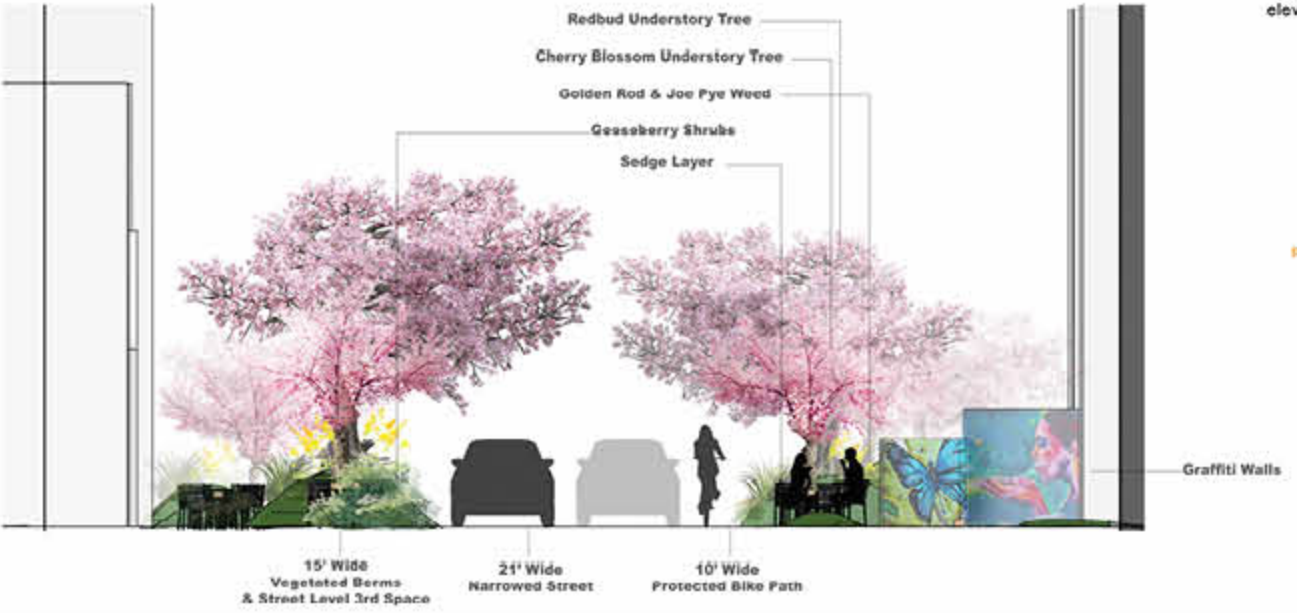 elev
Redbud Understory Tree
Cherry Blossom Understory Tree
Golden Rod & Joe Pye Weed
Gooseberry Shrubs
Sedge Layer
Graffiti Walls
15' Wide
Vegetated Berms
& Street Level 3rd Space
21' Wide
Narrowed Street
10' Wide
Protected Bike Path